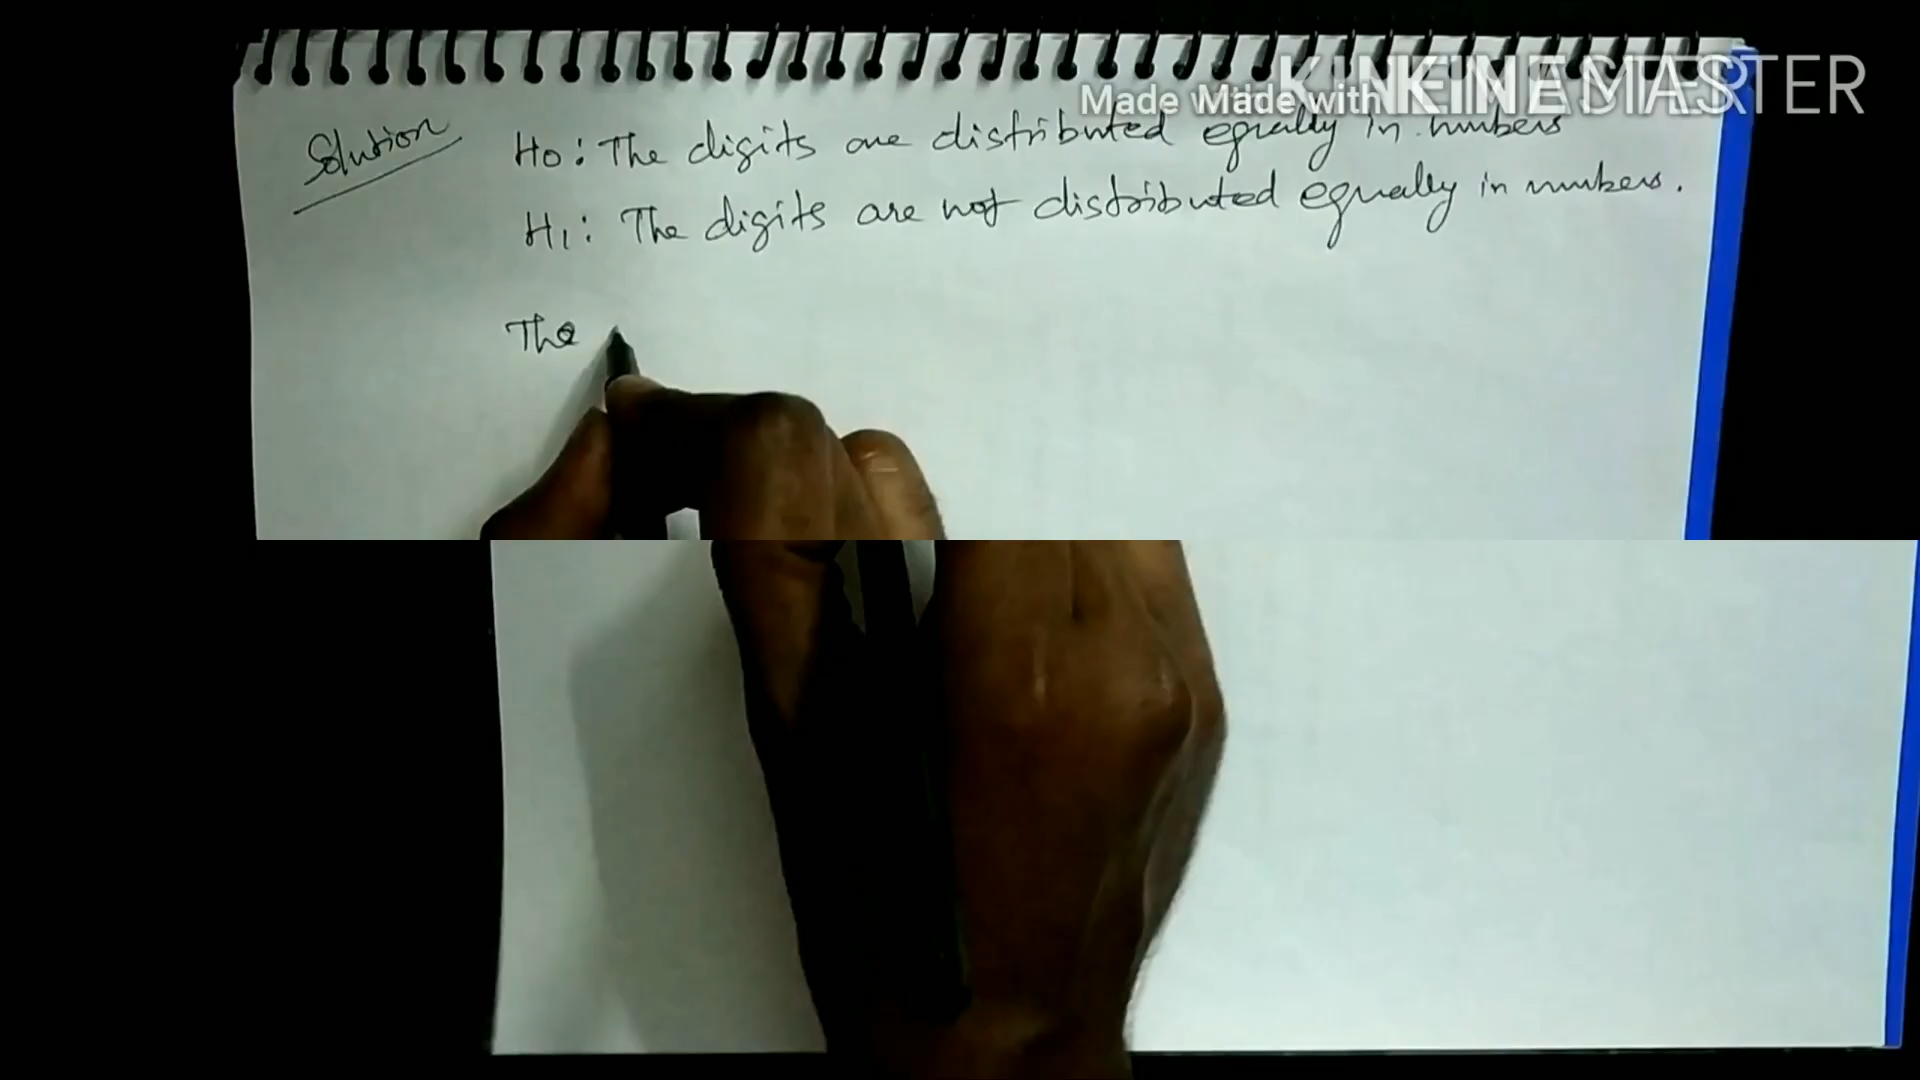 Made Made with KINEMASTER
Solution
Ho: The digits are distributed equally in numbers
H1: The digits are not distributed equally in numbers.
The